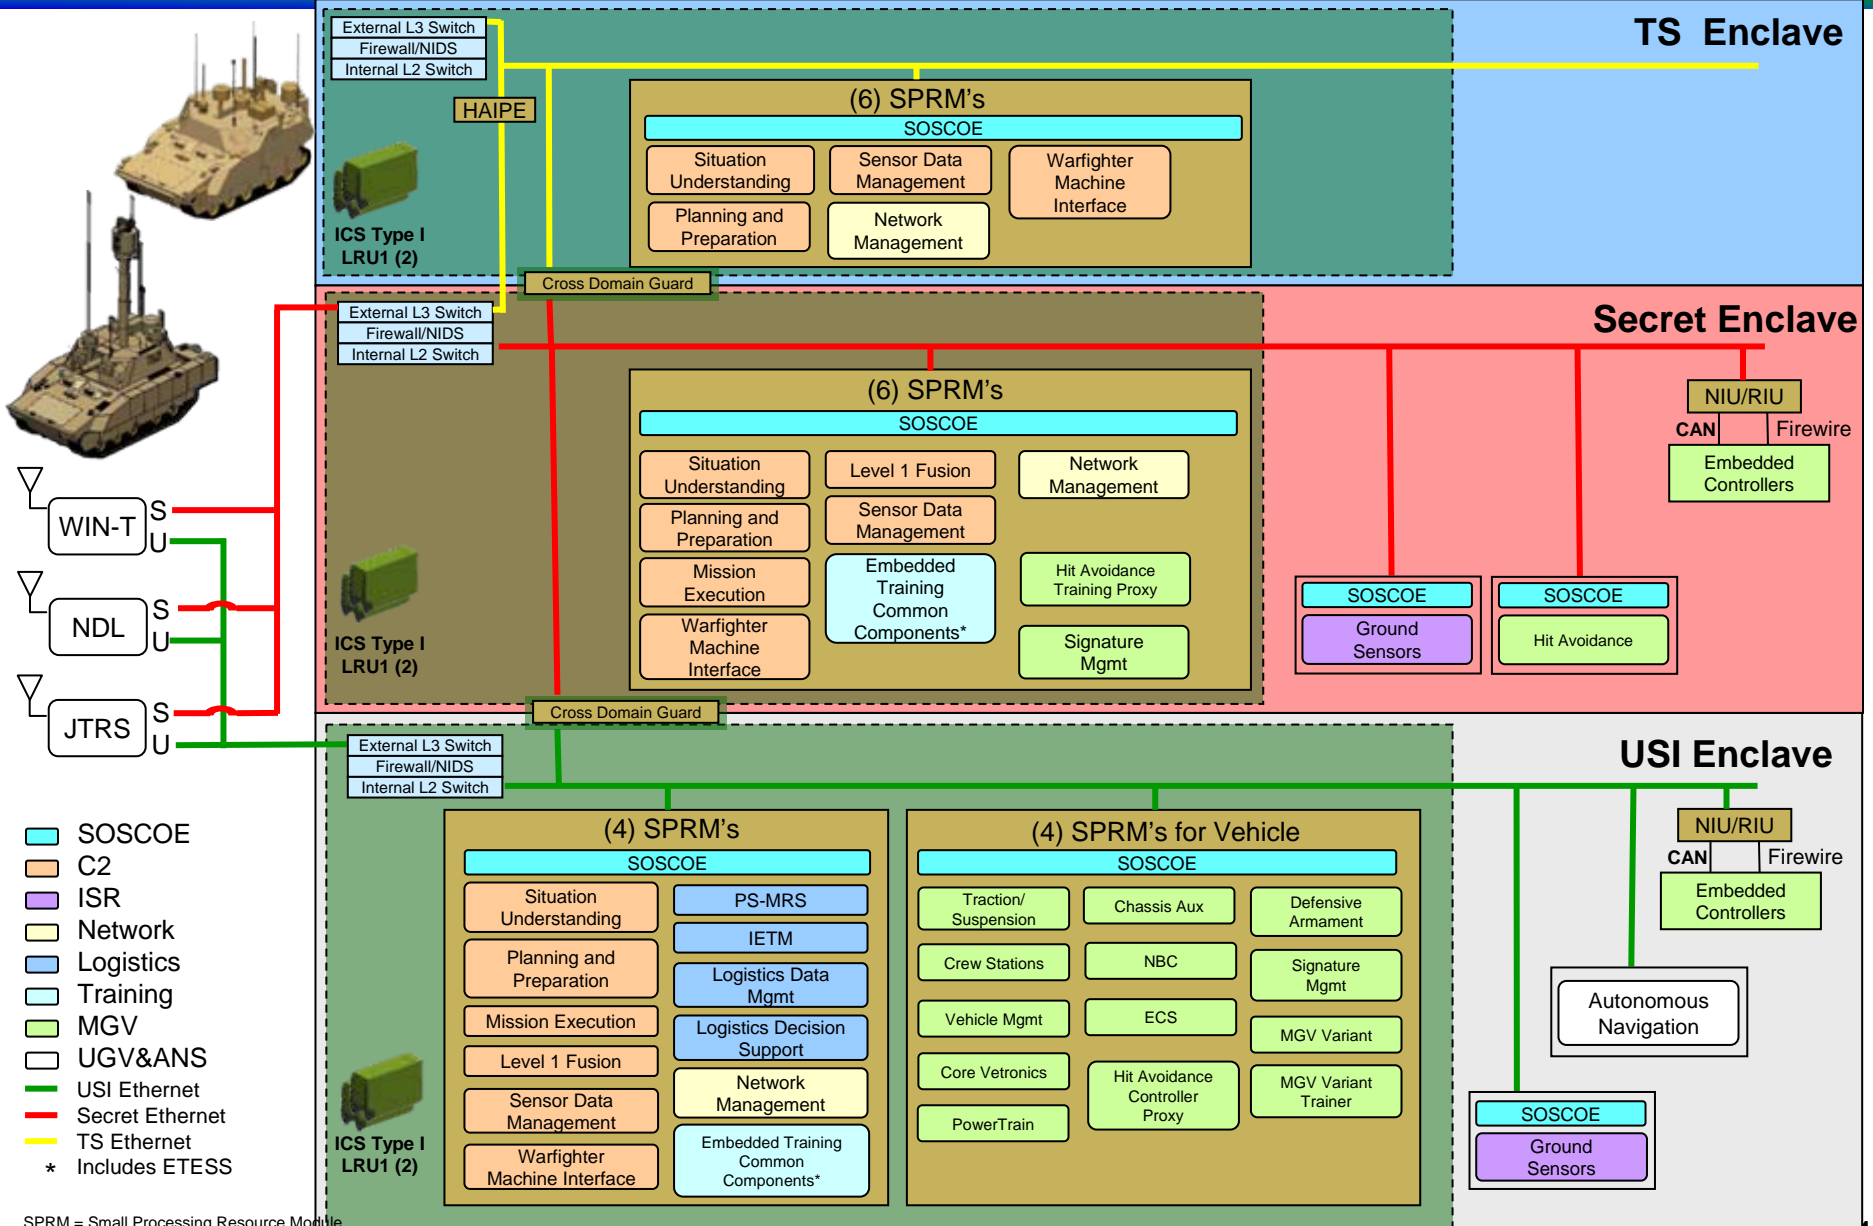 TS Enclave
External L3 Switch
Firewall/NIDS
Internal L2 Switch
HAIPE
ICS Type I
LRU1 (2)
(6) SPRM's
SOSCOE
Situation
Understanding
Sensor Data
Management
Warfighter
Machine
Interface
Planning and
Preparation
Network
Management
Cross Domain Guard
Secret Enclave
External L3 Switch
Firewall/NIDS
Internal L2 Switch
ICS Type I
LRU1 (2)
(6) SPRM's
SOSCOE
Situation
Understanding
Planning and
Preparation
Mission
Execution
Warfighter
Machine
Interface
Level 1 Fusion
Sensor Data
Management
Embedded
Training
Common
Components*
Network
Management
Hit Avoidance
Training Proxy
Signature
Mgmt
SOSCOE
Ground
Sensors
SOSCOE
Hit Avoidance
NIU/RIU
CAN
Firewire
Embedded
Controllers
WIN-T
S
U
NDL
S
U
JTRS
S
U
Cross Domain Guard
USI Enclave
External L3 Switch
Firewall/NIDS
Internal L2 Switch
ICS Type I
LRU1 (2)
(4) SPRM's
SOSCOE
Situation
Understanding
Planning and
Preparation
Mission Execution
Level 1 Fusion
Sensor Data
Management
Warfighter
Machine Interface
PS-MRS
IETM
Logistics Data
Mgmt
Logistics Decision
Support
Network
Management
Embedded Training
Common
Components*
(4) SPRM's for Vehicle
SOSCOE
Traction/
Suspension
Crew Stations
Vehicle Mgmt
Core Vetronics
PowerTrain
Chassis Aux
NBC
ECS
Hit Avoidance
Controller
Proxy
Defensive
Armament
Signature
Mgmt
MGV Variant
MGV Variant
Trainer
NIU/RIU
CAN
Firewire
Embedded
Controllers
Autonomous
Navigation
SOSCOE
Ground
Sensors
SOSCOE
C2
ISR
Network
Logistics
Training
MGV
UGV&ANS
USI Ethernet
Secret Ethernet
TS Ethernet
* Includes ETESS
SPRM = Small Processing Resource Module